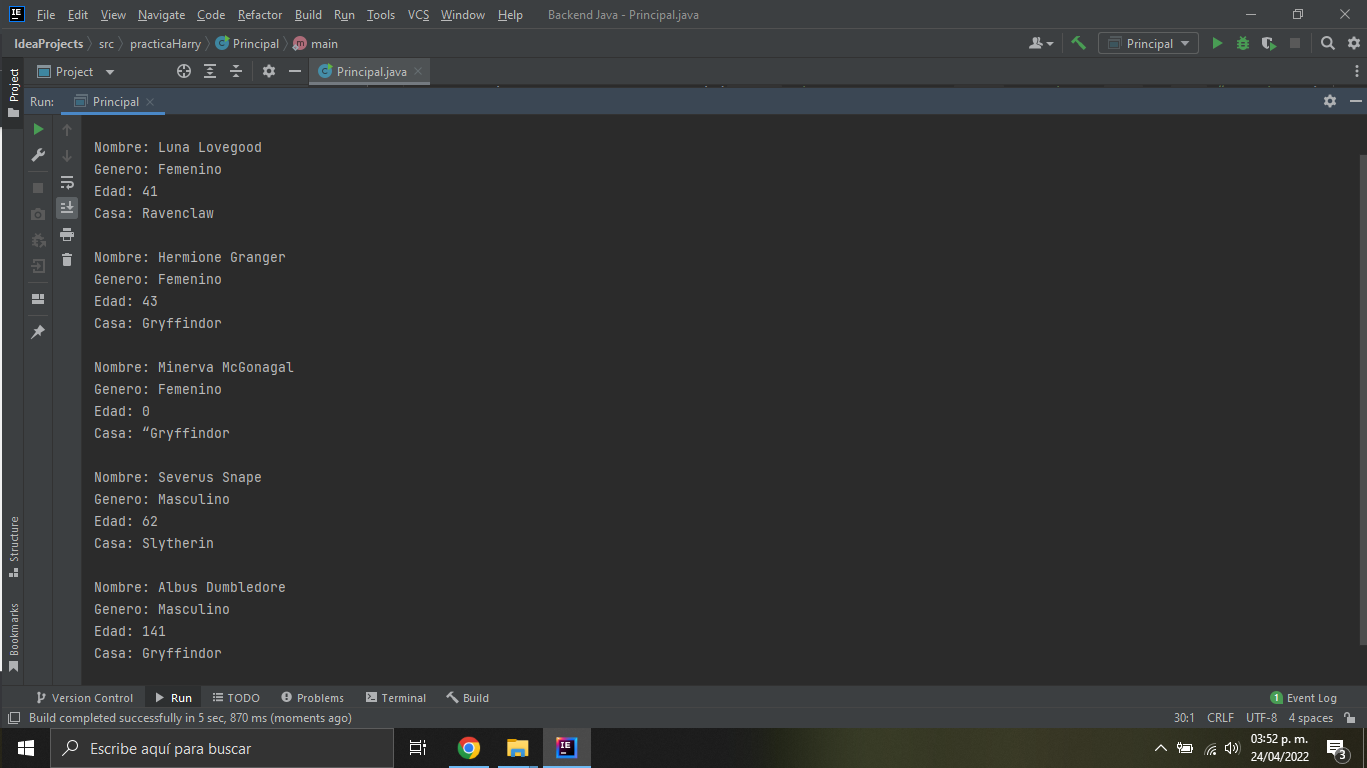 File Edit View Navigate Code Refactor Build Run Tools VCS Window Help Backend Java - Principal.java
IdeaProjects src practicaHarry Principal m main Principal
Project Project Principal.java
Run: Principal
Nombre: Luna Lovegood
Genero: Femenino
Edad: 41
Casa: Ravenclaw
Nombre: Hermione Granger
Genero: Femenino
Edad: 43
Casa: Gryffindor
Nombre: Minerva McGonagal
Genero: Femenino
Edad: 0
Casa: “Gryffindor
Nombre: Severus Snape
Genero: Masculino
Edad: 62
Casa: Slytherin
Nombre: Albus Dumbledore
Genero: Masculino
Edad: 141
Casa: Gryffindor
Structure
Bookmarks
Version Control Run TODO Problems Terminal Build 1 Event Log
Build completed successfully in 5 sec, 870 ms (moments ago) 30:1 CRLF UTF-8 4 spaces
Escribe aquí para buscar
03:52 p. m.
24/04/2022
3